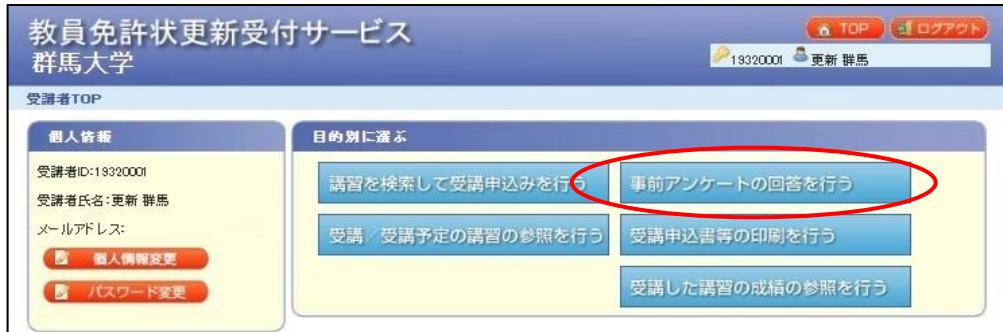 教員免許状更新受付サービス
群馬大学
TOP ログアウト
19320001 更新 群馬
受講者TOP
個人情報
受講者ID:19320001
受講者氏名:更新 群馬
メールアドレス:
個人情報変更
パスワード変更
目的別に選ぶ
講習を検索して受講申込みを行う
事前アンケートの回答を行う
受講/受講予定の講習の参照を行う
受講申込書等の印刷を行う
受講した講習の成績の参照を行う